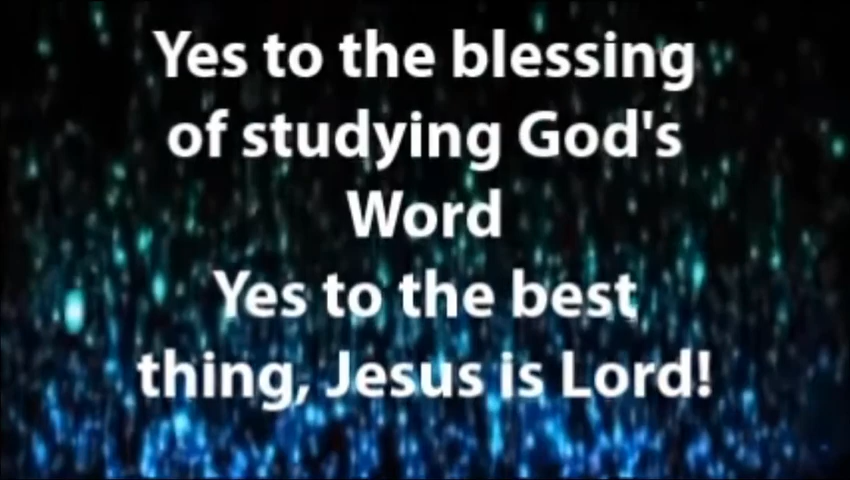 Yes to the blessing
of studying God's
Word
Yes to the best
thing, Jesus is Lord!